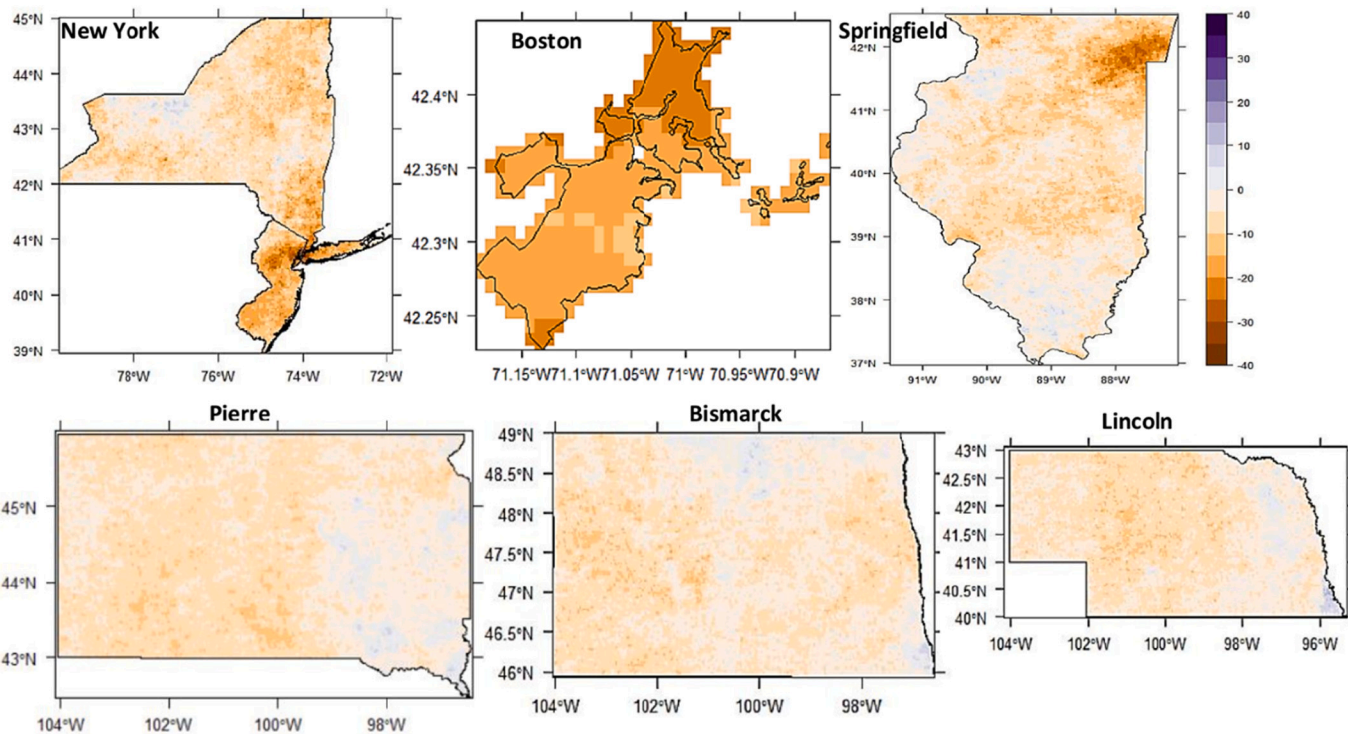 New York
45°N
44°N
43°N
42°N
41°N
40°N
39°N
78°W 76°W 74°W 72°W
Boston
42.4°N
42.35°N
42.3°N
42.25°N
71.15°W71.1°W71.05°W 71°W 70.95°W70.9°W
Springfield
42°N
41°N
40°N
39°N
38°N
37°N
91°W 90°W 89°W 88°W
40
30
20
10
0
-10
-20
-30
-40
Pierre
45°N
44°N
43°N
104°W 102°W 100°W 98°W
Bismarck
49°N
48.5°N
48°N
47.5°N
47°N
46.5°N
46°N
104°W 102°W 100°W 98°W
Lincoln
43°N
42.5°N
42°N
41.5°N
41°N
40.5°N
40°N
104°W 102°W 100°W 98°W 96°W